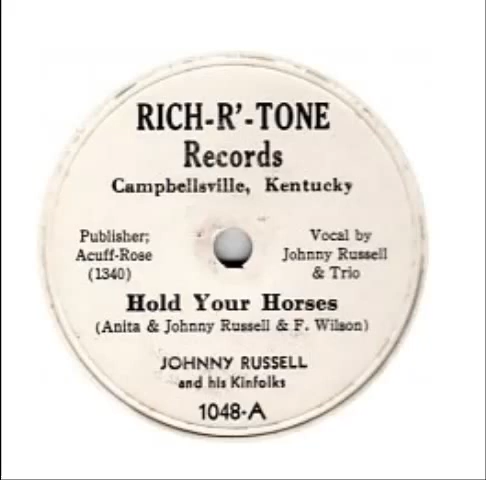 RICH-R'-TONE
Records
Campbellsville, Kentucky
Publisher;
Acuff-Rose
(1340)
Vocal by
Johnny Russell
& Trio
Hold Your Horses
(Anita & Johnny Russell & F. Wilson)
JOHNNY RUSSELL
and his Kinfolks
1048-A